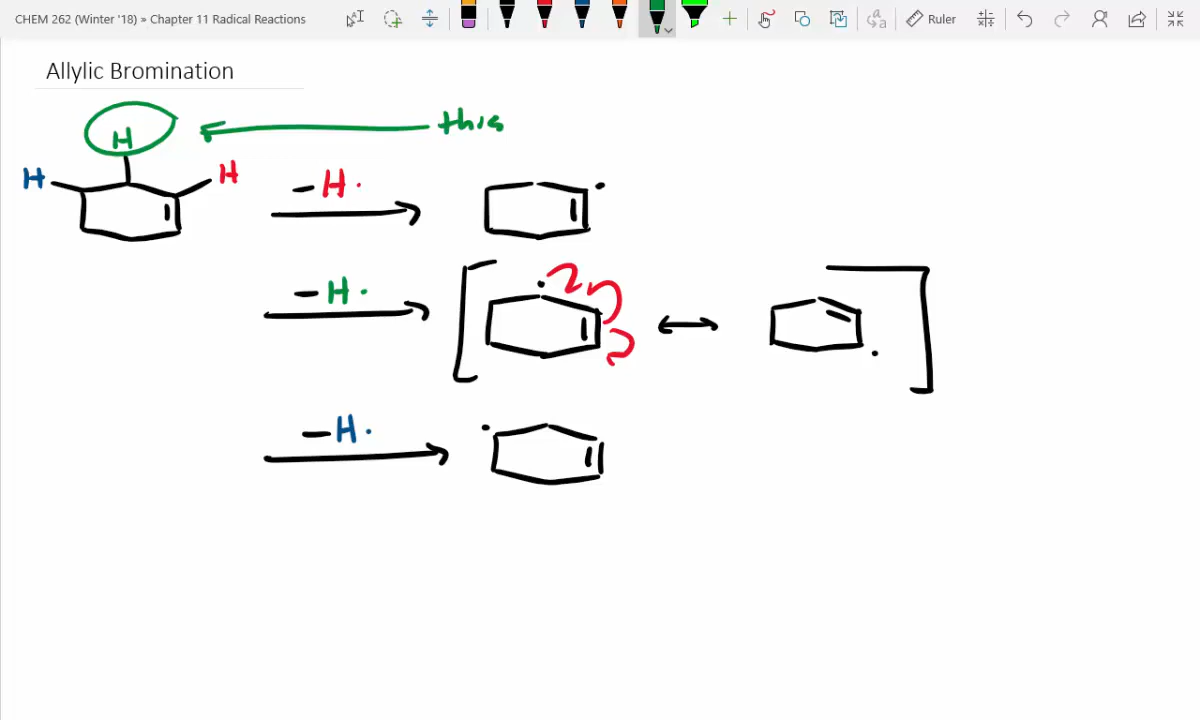 CHEM 262 (Winter '18) » Chapter 11 Radical Reactions
Ruler
Allylic Bromination
H
this
H
H
–H·
–H·
–H·